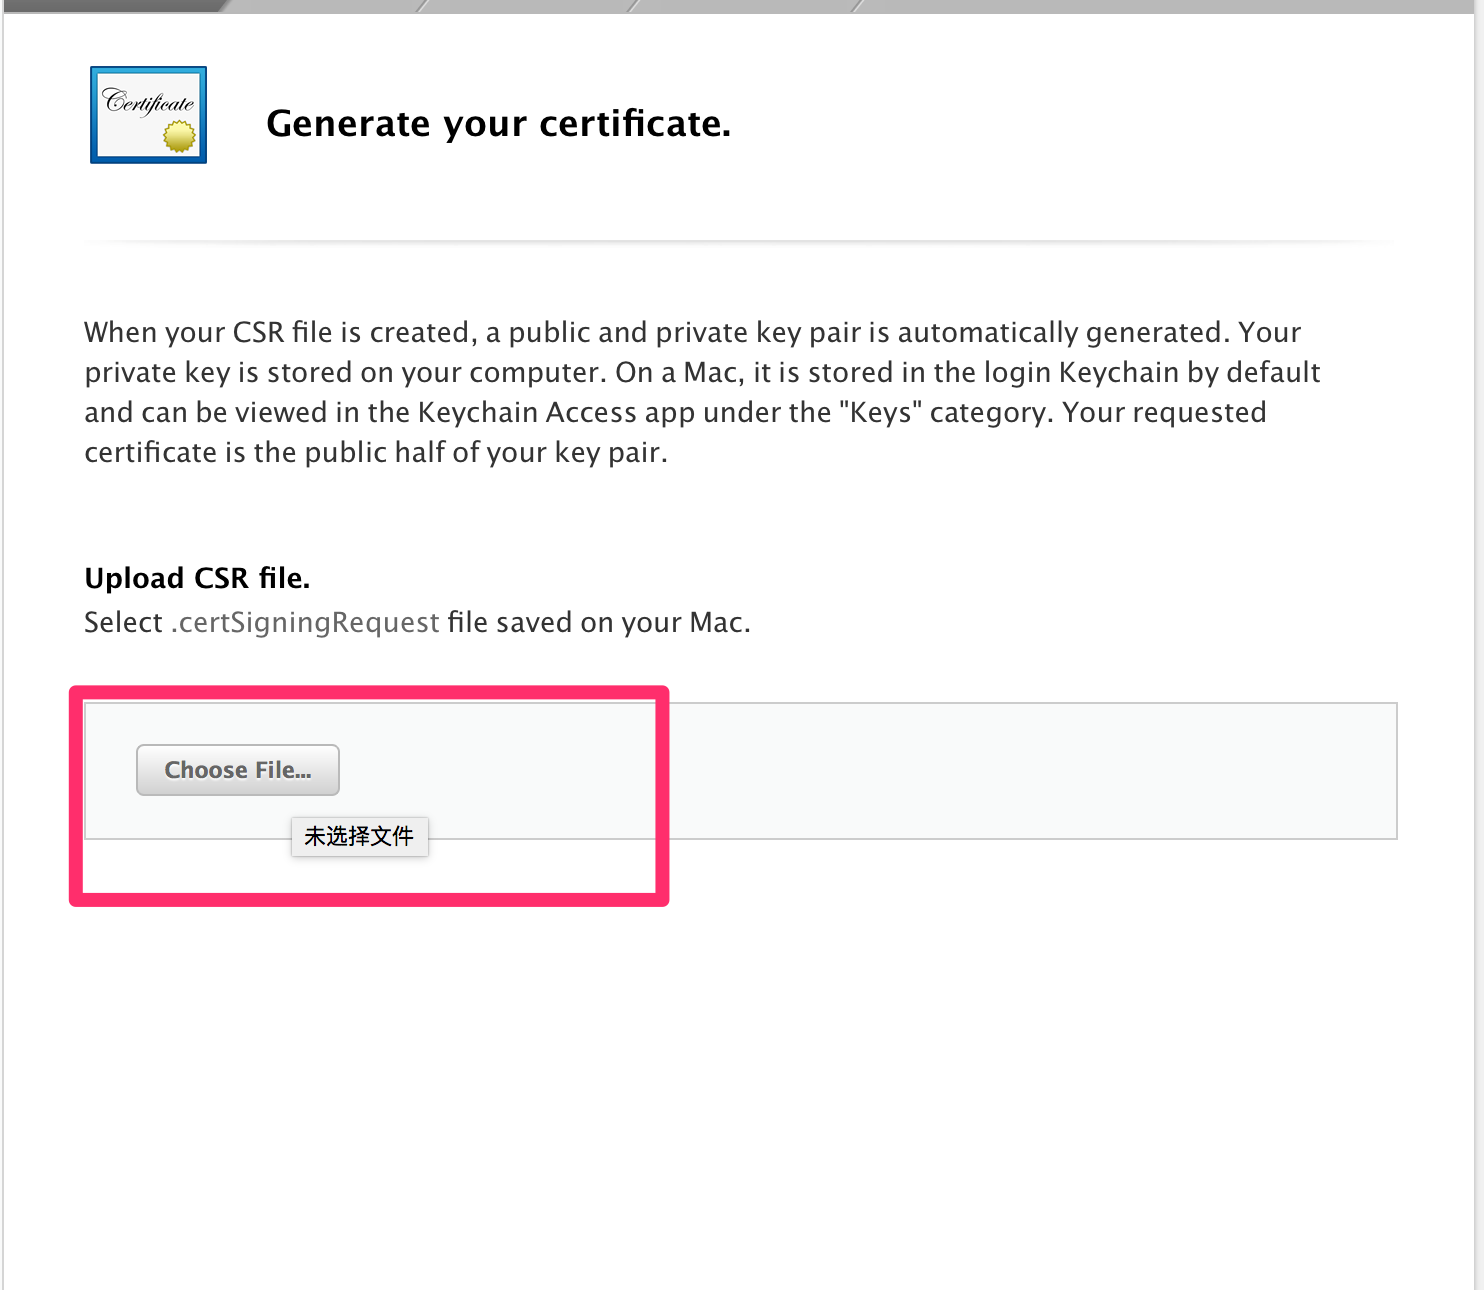 Certificate
Generate your certificate.
When your CSR file is created, a public and private key pair is automatically generated. Your
private key is stored on your computer. On a Mac, it is stored in the login Keychain by default
and can be viewed in the Keychain Access app under the "Keys" category. Your requested
certificate is the public half of your key pair.
Upload CSR file.
Select .certSigningRequest file saved on your Mac.
Choose File...
未选择文件